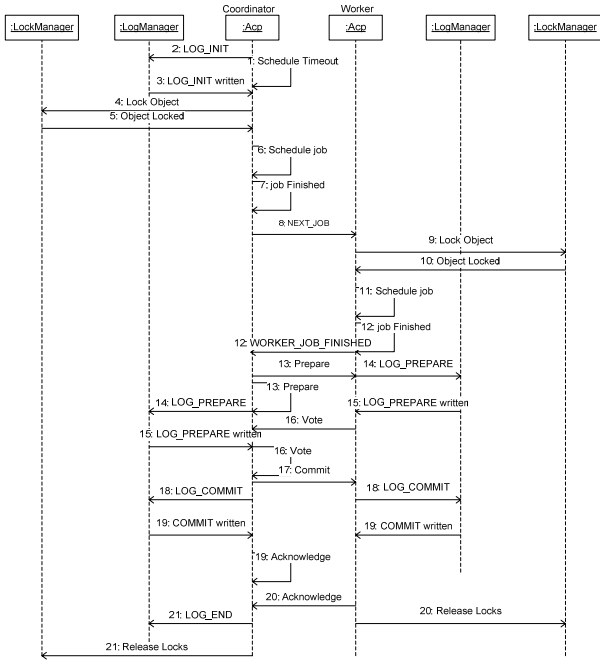 Coordinator
Worker
:LockManager
:LogManager
:Acp
:Acp
:LogManager
:LockManager
2: LOG_INIT
1: Schedule Timeout
3: LOG_INIT written
4: Lock Object
5: Object Locked
6: Schedule job
7: job Finished
8: NEXT_JOB
9: Lock Object
10: Object Locked
11: Schedule job
12: job Finished
12: WORKER_JOB_FINISHED
13: Prepare
14: LOG_PREPARE
13: Prepare
14: LOG_PREPARE
15: LOG_PREPARE written
16: Vote
15: LOG_PREPARE written
16: Vote
17: Commit
18: LOG_COMMIT
18: LOG_COMMIT
19: COMMIT written
19: COMMIT written
19: Acknowledge
20: Acknowledge
21: LOG_END
20: Release Locks
21: Release Locks